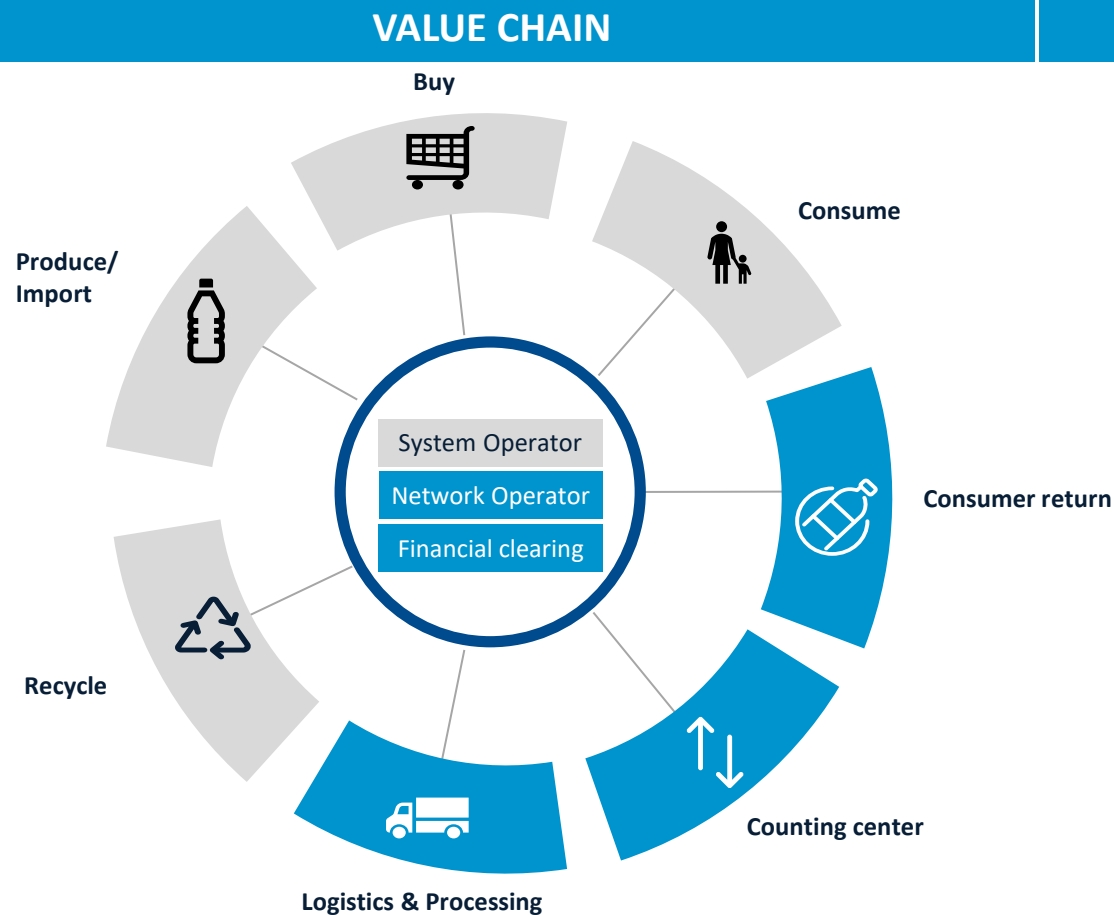 VALUE CHAIN
Buy
Consume
Produce/
Import
System Operator
Network Operator
Financial clearing
Consumer return
Recycle
Counting center
Logistics & Processing